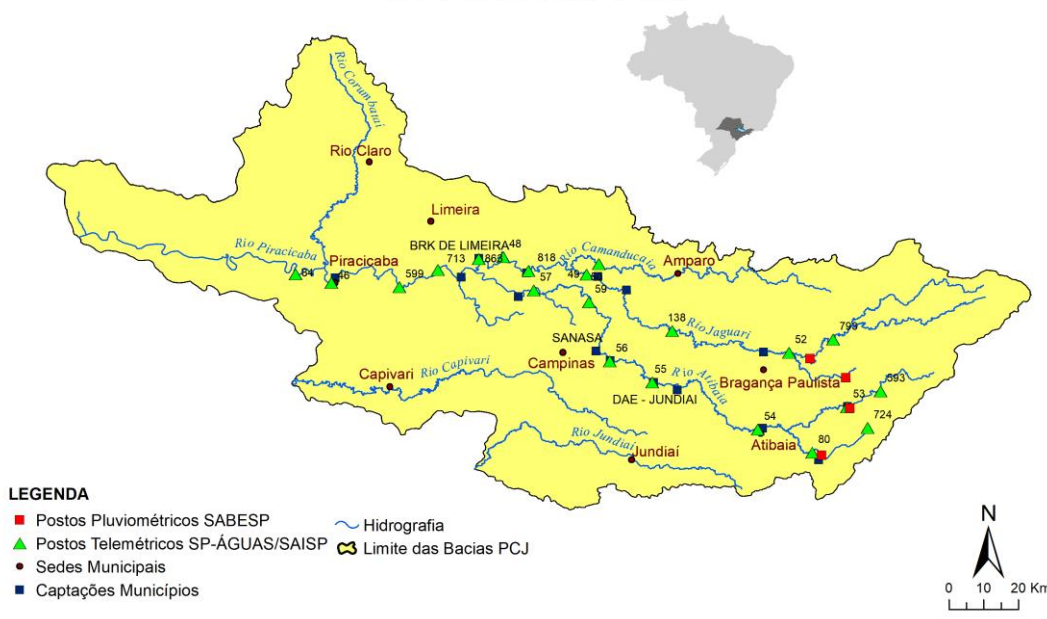 Rio Corumbataí
Rio Claro
Limeira
BRK DE LIMEIRA
48
Rio Piracicaba
Piracicaba
84
46
599
713
863
818
57
Rio Camanducaia
Amparo
49
59
138
Rio Jaguari
52
SANASA
56
Campinas
Capivari
Rio Capivari
55
Rio Atibaia
DAE - JUNDIAI
Bragança Paulista
593
53
54
724
Atibaia
80
Rio Jundiaí
Jundiaí
LEGENDA
Postos Pluviométricos SABESP
Postos Telemétricos SP-ÁGUAS/SAISP
Sedes Municipais
Captações Municípios
Hidrografia
Limite das Bacias PCJ
N
0 10 20 Km